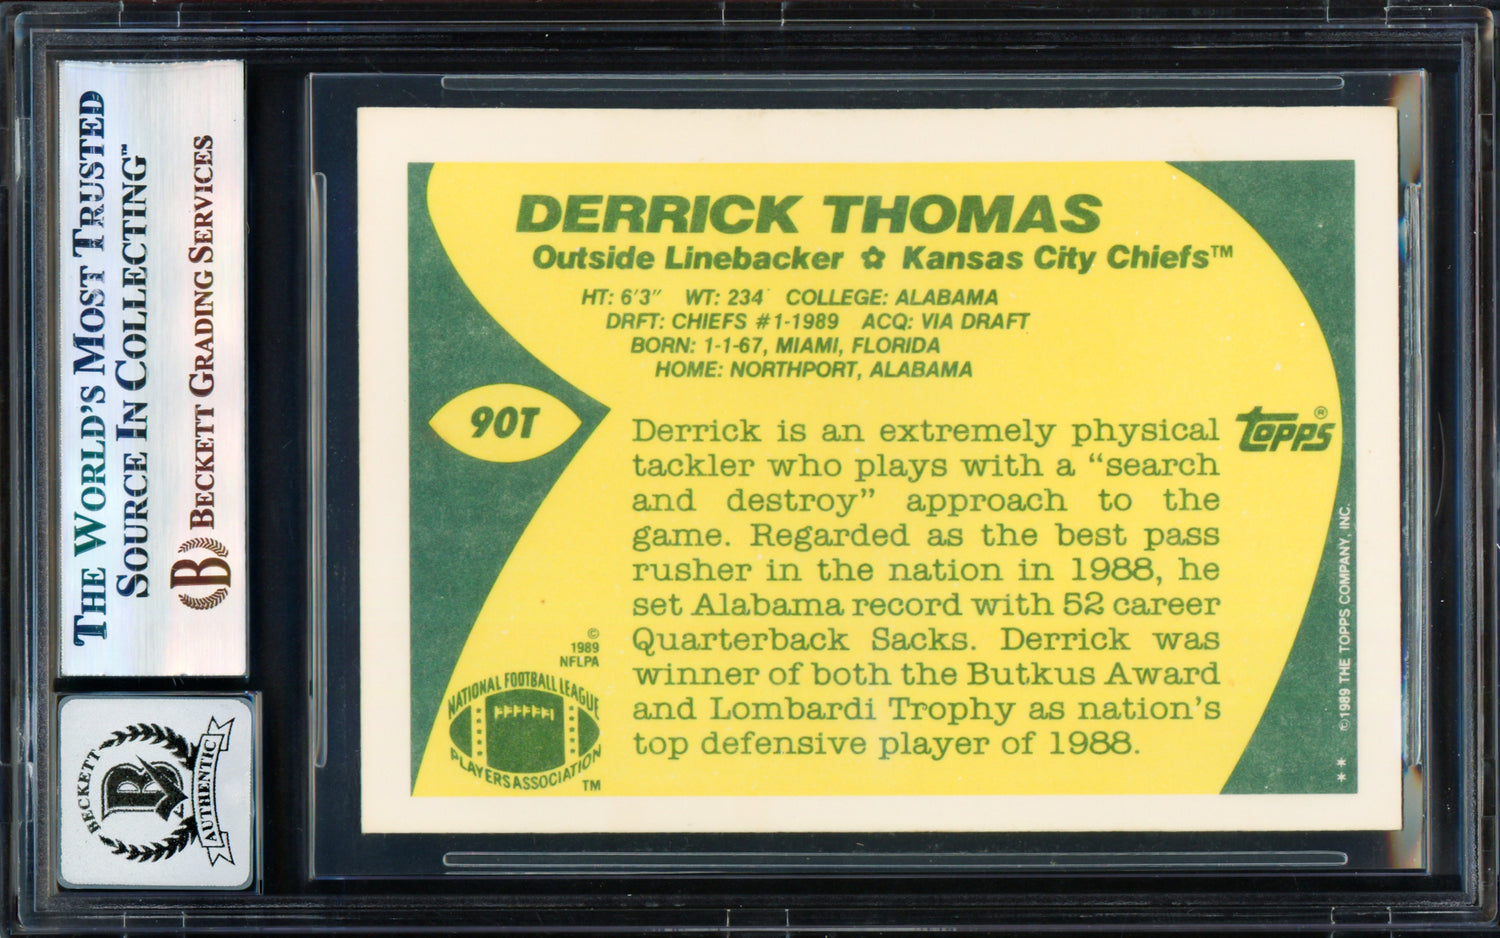 THE WORLD'S MOST TRUSTED
SOURCE IN COLLECTING™
BECKETT GRADING SERVICES
B
BECKETT
B
AUTHENTIC
DERRICK THOMAS
Outside Linebacker ✿ Kansas City Chiefs™
HT: 6'3" WT: 234 COLLEGE: ALABAMA
DRFT: CHIEFS #1-1989 ACQ: VIA DRAFT
BORN: 1-1-67, MIAMI, FLORIDA
HOME: NORTHPORT, ALABAMA
90T
Derrick is an extremely physical
tackler who plays with a “search
and destroy” approach to the
game. Regarded as the best pass
rusher in the nation in 1988, he
set Alabama record with 52 career
Quarterback Sacks. Derrick was
winner of both the Butkus Award
and Lombardi Trophy as nation's
top defensive player of 1988.
topps®
©
1989
NFLPA
NATIONAL FOOTBALL LEAGUE
PLAYERS ASSOCIATION
TM
** ©1989 THE TOPPS COMPANY, INC.